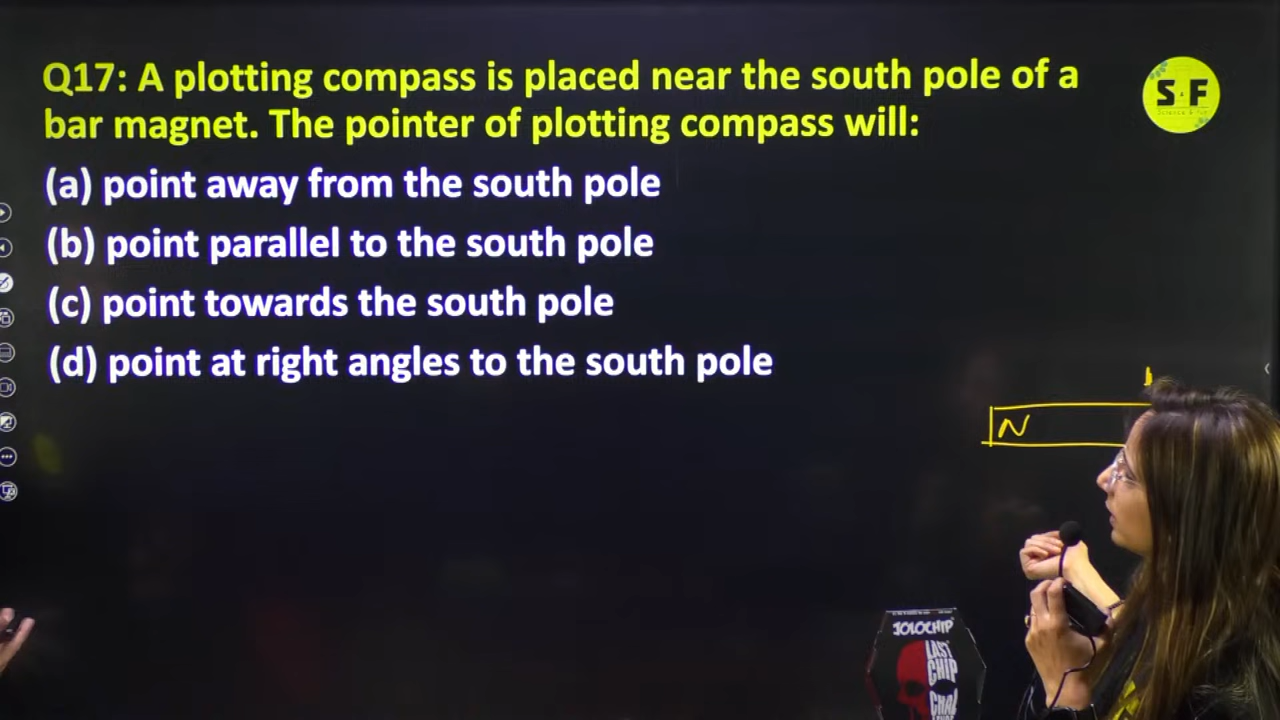 Q17: A plotting compass is placed near the south pole of a
bar magnet. The pointer of plotting compass will:
(a) point away from the south pole
(b) point parallel to the south pole
(c) point towards the south pole
(d) point at right angles to the south pole
S F
N
JOLOCHIP
LAST
CHIP